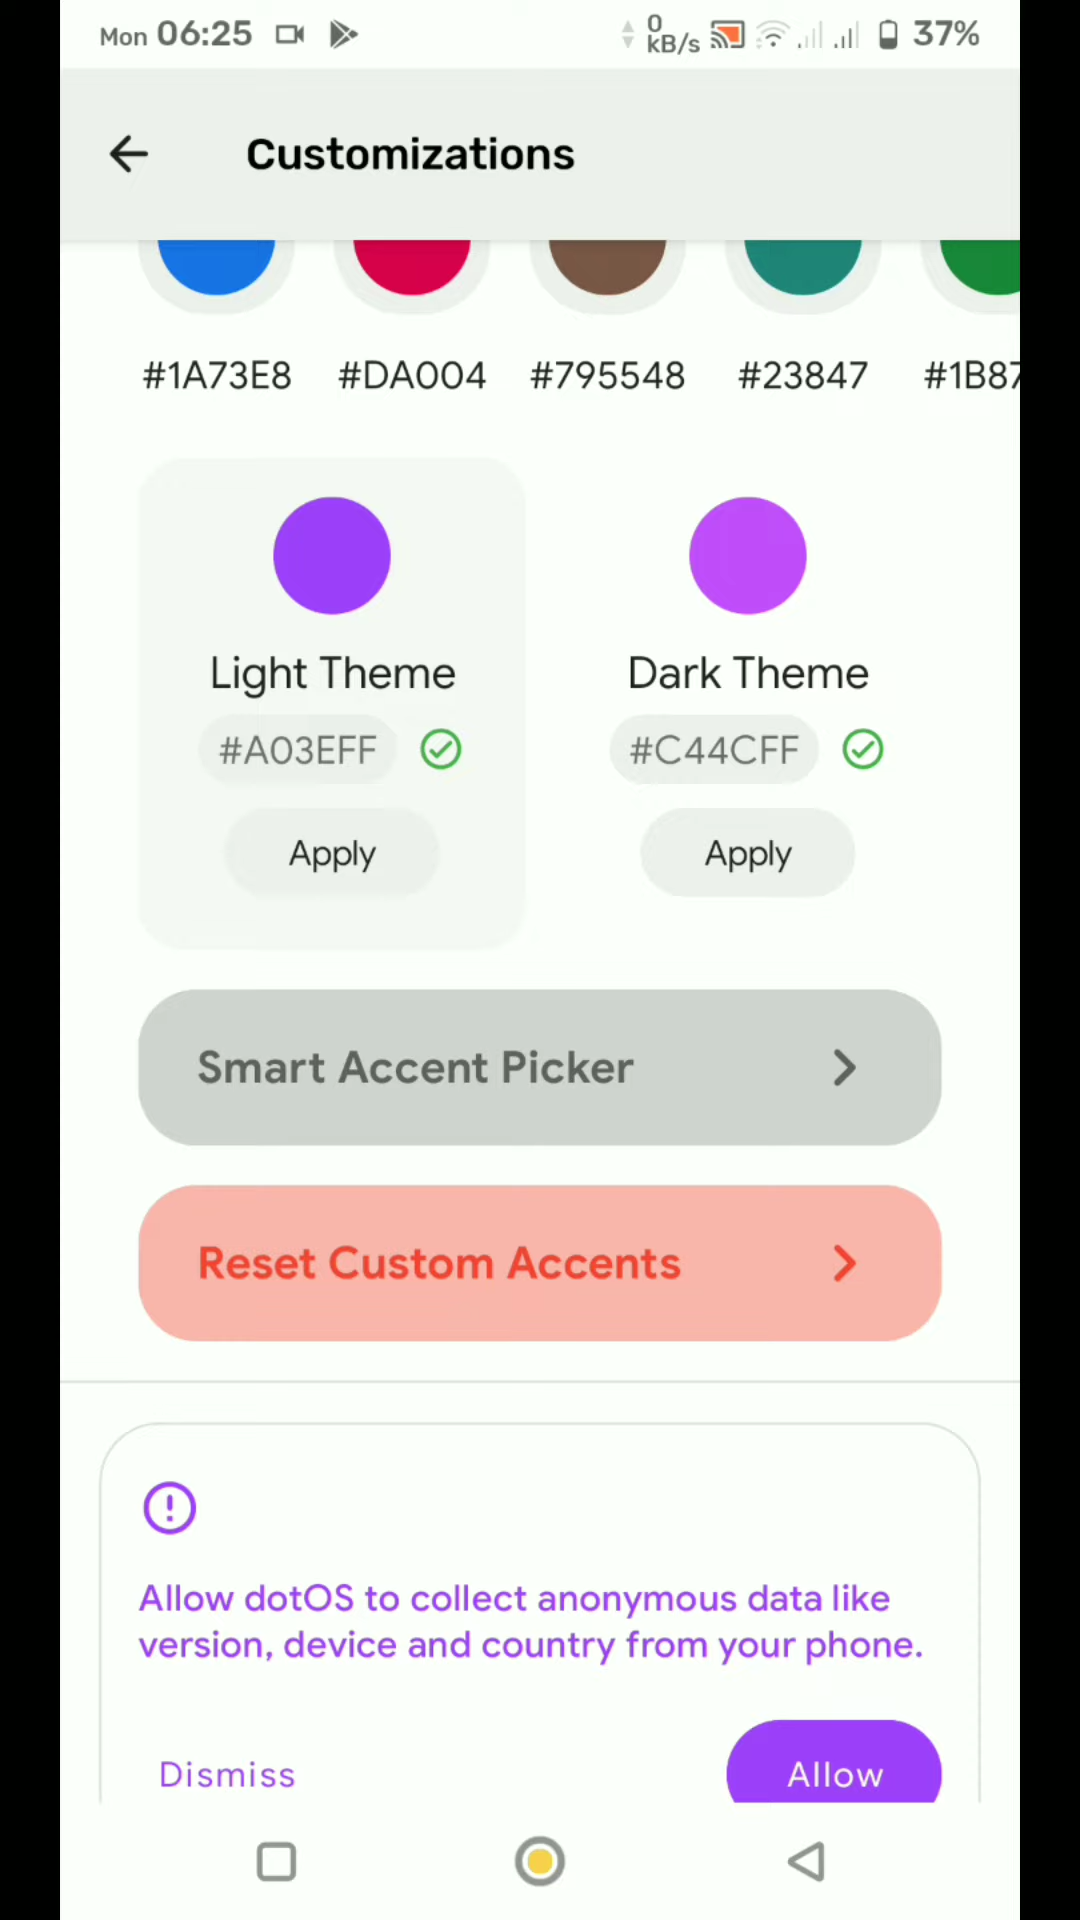 Mon 06:25
0
kB/s
37%
Customizations
#1A73E8
#DA004
#795548
#23847
#1B87
Light Theme
Dark Theme
#A03EFF
#C44CFF
Apply
Apply
Smart Accent Picker
Reset Custom Accents
Allow dotOS to collect anonymous data like
version, device and country from your phone.
Dismiss
Allow